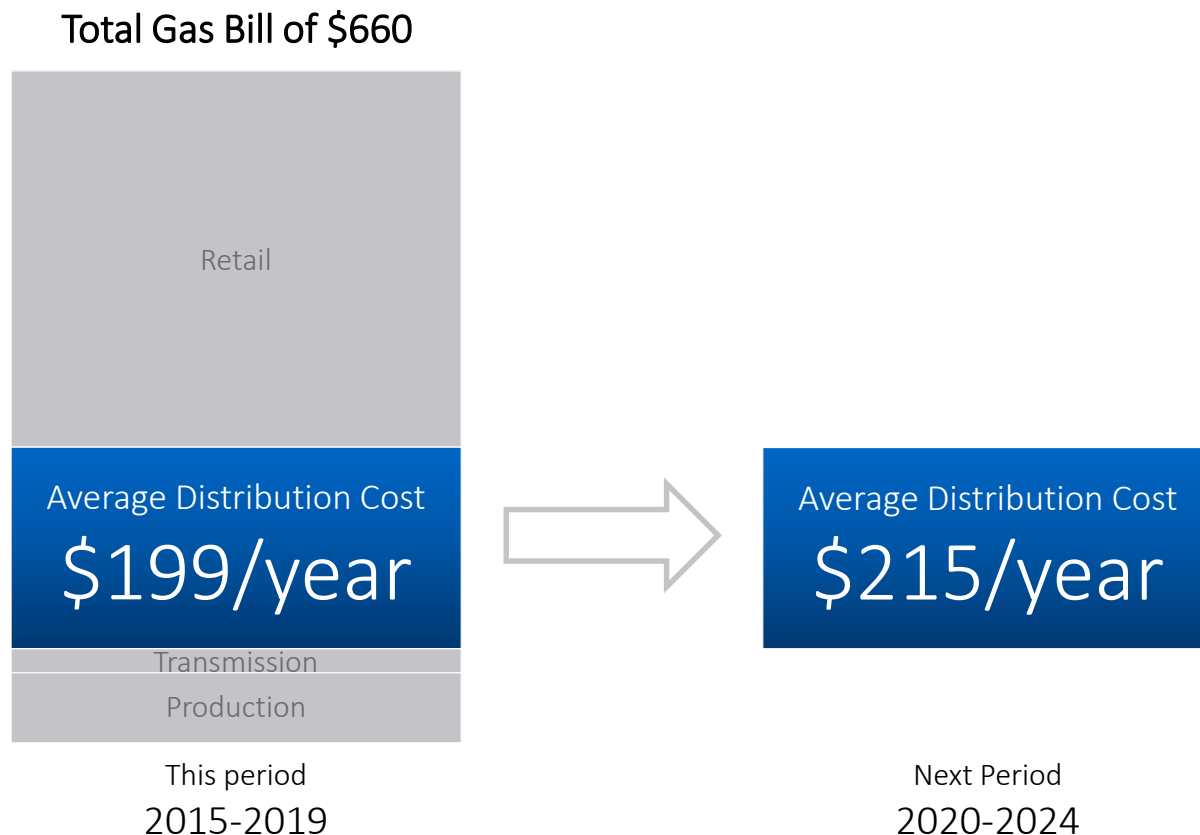 Total Gas Bill of $660
Retail
Average Distribution Cost
$199/year
Transmission
Production
This period
2015-2019
Average Distribution Cost
$215/year
Next Period
2020-2024